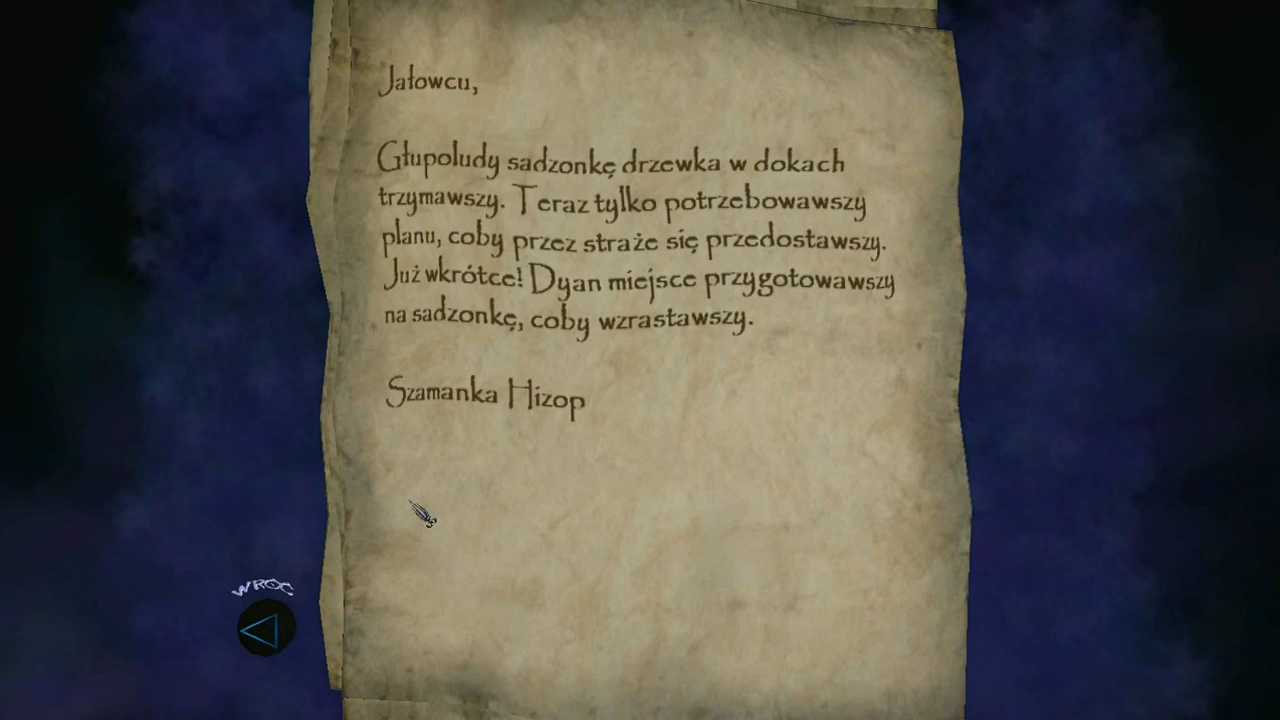 Jałowcu,
Głupoludy sadzonkę drzewka w dokach
trzymawszy. Teraz tylko potrzebowawszy
planu, coby przez straże się przedostawszy.
Już wkrótce! Dyan miejsce przygotowawszy
na sadzonkę, coby wzrastawszy.
Szamanka Hizop
WRÓĆ